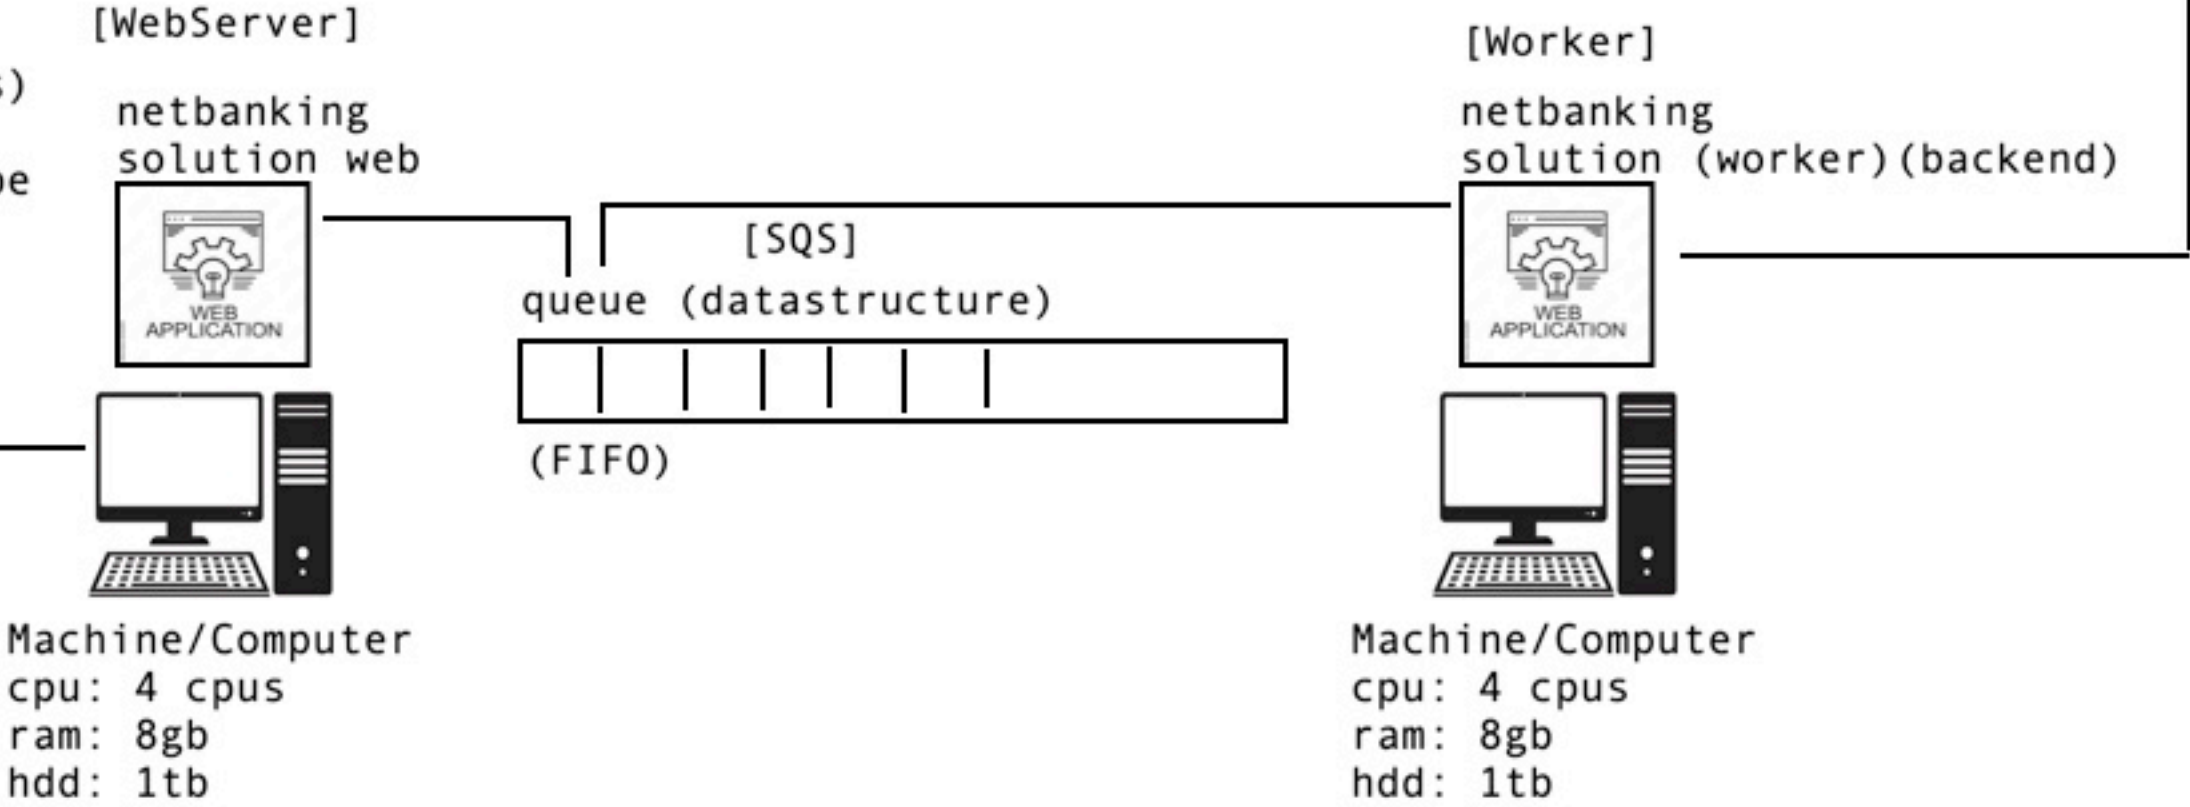 [WebServer]
s)
netbanking
solution web
WEB
APPLICATION
Machine/Computer
cpu: 4 cpus
ram: 8gb
hdd: 1tb
[SQS]
queue (datastructure)
(FIFO)
[Worker]
netbanking
solution (worker)(backend)
WEB
APPLICATION
Machine/Computer
cpu: 4 cpus
ram: 8gb
hdd: 1tb